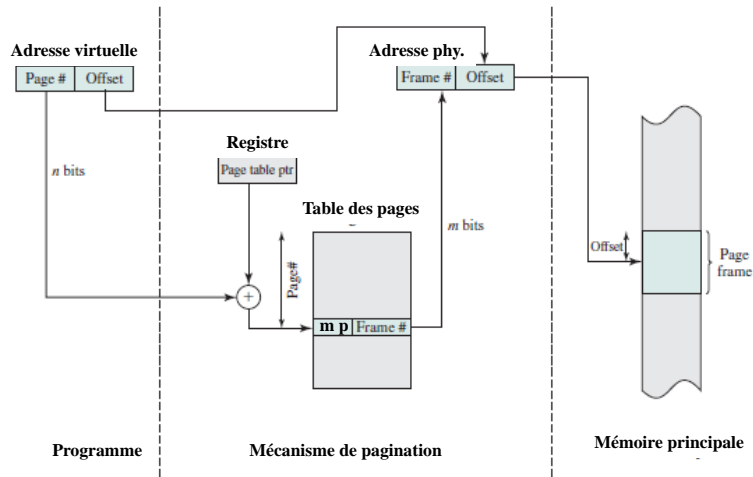 Adresse virtuelle
Page # Offset
Adresse phy.
Frame # Offset
n bits
Registre
Page table ptr
Table des pages
m bits
Page#
m p Frame #
Offset
Page
frame
Programme
Mécanisme de pagination
Mémoire principale